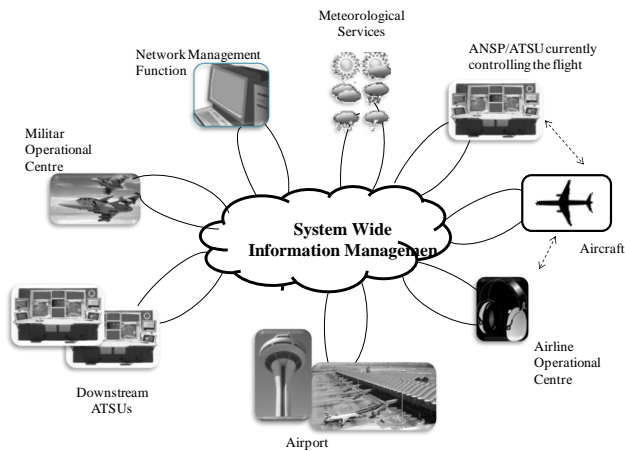 Meteorological
Services
ANSP/ATSU currently
controlling the flight
Network Management
Function
Militar
Operational
Centre
System Wide
Information Managemen
Aircraft
Airline
Operational
Centre
Downstream
ATSUs
Airport